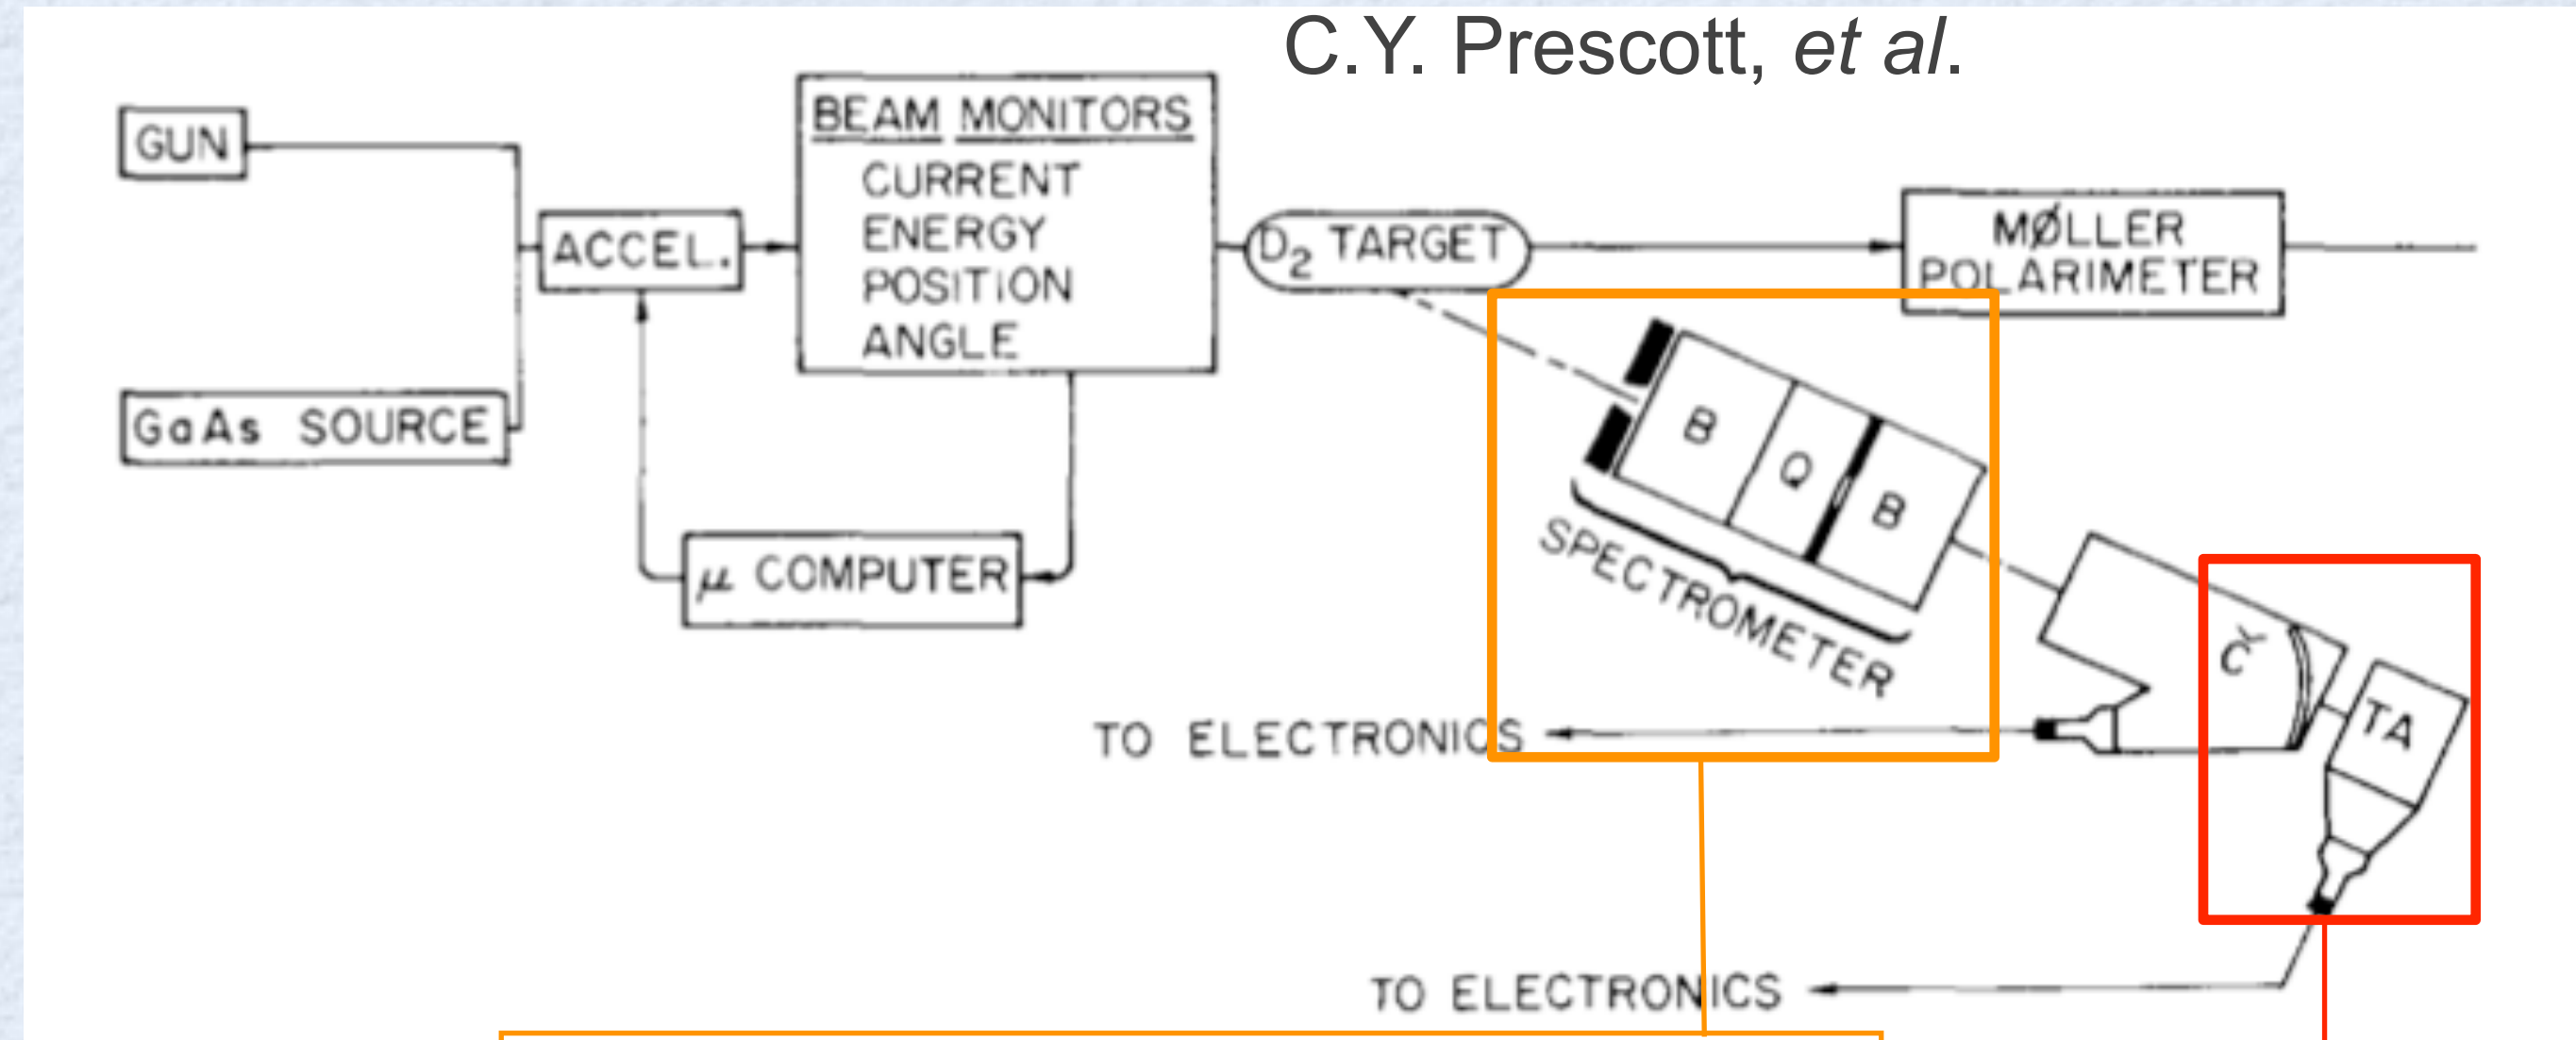 C.Y. Prescott, et al.
GUN
BEAM MONITORS
CURRENT
ENERGY
POSITION
ANGLE
ACCEL.
D₂ TARGET
MØLLER
POLARIMETER
GaAs SOURCE
B
Q
B
SPECTROMETER
μ COMPUTER
Č
TA
TO ELECTRONICS
TO ELECTRONICS